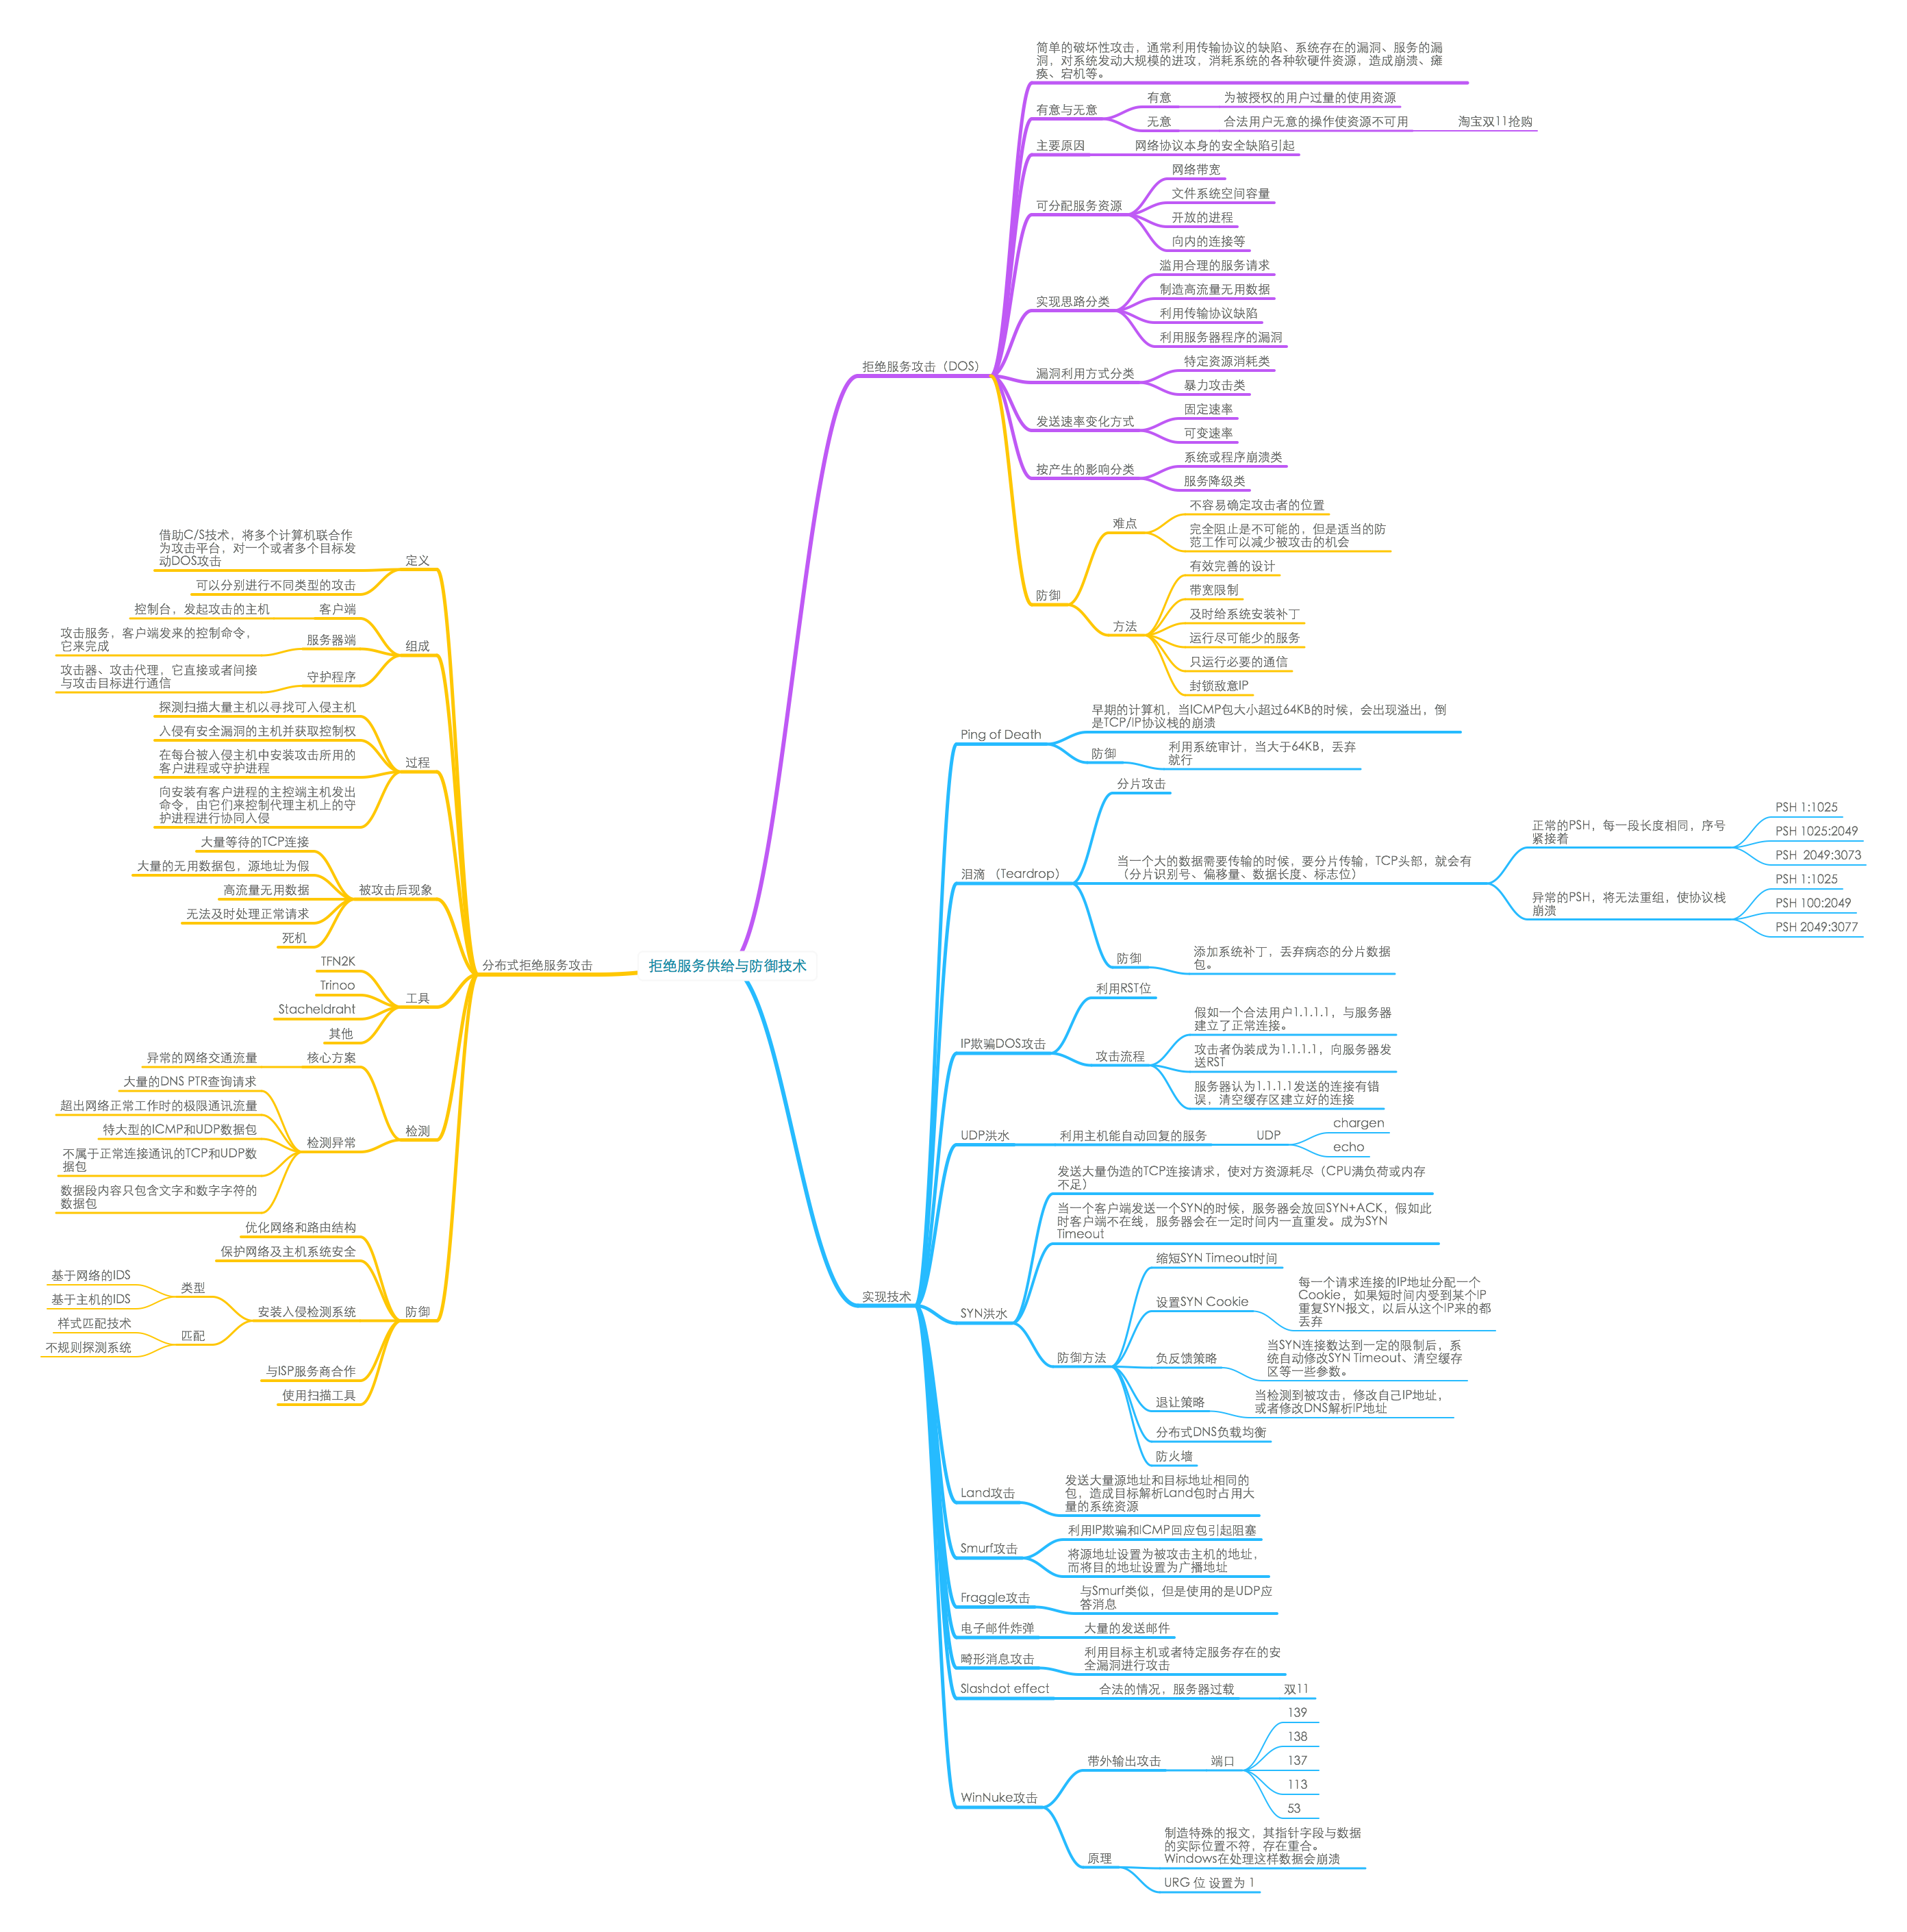 拒绝服务供给与防御技术
拒绝服务攻击（DOS）
简单的破坏性攻击，通常利用传输协议的缺陷、系统存在的漏洞、服务的漏
洞，对系统发动大规模的进攻，消耗系统的各种软硬件资源，造成崩溃、瘫
痪、宕机等。
有意与无意
有意
为被授权的用户过量的使用资源
无意
合法用户无意的操作使资源不可用
淘宝双11抢购
主要原因
网络协议本身的安全缺陷引起
可分配服务资源
网络带宽
文件系统空间容量
开放的进程
向内的连接等
实现思路分类
滥用合理的服务请求
制造高流量无用数据
利用传输协议缺陷
利用服务器程序的漏洞
漏洞利用方式分类
特定资源消耗类
暴力攻击类
发送速率变化方式
固定速率
可变速率
按产生的影响分类
系统或程序崩溃类
服务降级类
防御
难点
不容易确定攻击者的位置
完全阻止是不可能的，但是适当的防
范工作可以减少被攻击的机会
方法
有效完善的设计
带宽限制
及时给系统安装补丁
运行尽可能少的服务
只运行必要的通信
封锁敌意IP
实现技术
Ping of Death
早期的计算机，当ICMP包大小超过64KB的时候，会出现溢出，倒
是TCP/IP协议栈的崩溃
防御
利用系统审计，当大于64KB，丢弃
就行
泪滴 （Teardrop）
分片攻击
当一个大的数据需要传输的时候，要分片传输，TCP头部，就会有
（分片识别号、偏移量、数据长度、标志位）
正常的PSH，每一段长度相同，序号
紧接着
PSH 1:1025
PSH 1025:2049
PSH  2049:3073
异常的PSH，将无法重组，使协议栈
崩溃
PSH 1:1025
PSH 100:2049
PSH 2049:3077
防御
添加系统补丁，丢弃病态的分片数据
包。
IP欺骗DOS攻击
利用RST位
攻击流程
假如一个合法用户1.1.1.1，与服务器
建立了正常连接。
攻击者伪装成为1.1.1.1，向服务器发
送RST
服务器认为1.1.1.1发送的连接有错
误，清空缓存区建立好的连接
UDP洪水
利用主机能自动回复的服务
UDP
chargen
echo
SYN洪水
发送大量伪造的TCP连接请求，使对方资源耗尽（CPU满负荷或内存
不足）
当一个客户端发送一个SYN的时候，服务器会放回SYN+ACK，假如此
时客户端不在线，服务器会在一定时间内一直重发。成为SYN
Timeout
防御方法
缩短SYN Timeout时间
设置SYN Cookie
每一个请求连接的IP地址分配一个
Cookie，如果短时间内受到某个IP
重复SYN报文，以后从这个IP来的都
丢弃
负反馈策略
当SYN连接数达到一定的限制后，系
统自动修改SYN Timeout、清空缓存
区等一些参数。
退让策略
当检测到被攻击，修改自己IP地址，
或者修改DNS解析IP地址
分布式DNS负载均衡
防火墙
Land攻击
发送大量源地址和目标地址相同的
包，造成目标解析Land包时占用大
量的系统资源
Smurf攻击
利用IP欺骗和ICMP回应包引起阻塞
将源地址设置为被攻击主机的地址，
而将目的地址设置为广播地址
Fraggle攻击
与Smurf类似，但是使用的是UDP应
答消息
电子邮件炸弹
大量的发送邮件
畸形消息攻击
利用目标主机或者特定服务存在的安
全漏洞进行攻击
Slashdot effect
合法的情况，服务器过载
双11
WinNuke攻击
带外输出攻击
端口
139
138
137
113
53
原理
制造特殊的报文，其指针字段与数据
的实际位置不符，存在重合。
Windows在处理这样数据会崩溃
URG 位 设置为 1
分布式拒绝服务攻击
定义
借助C/S技术，将多个计算机联合作
为攻击平台，对一个或者多个目标发
动DOS攻击
可以分别进行不同类型的攻击
组成
客户端
控制台，发起攻击的主机
服务器端
攻击服务，客户端发来的控制命令，
它来完成
守护程序
攻击器、攻击代理，它直接或者间接
与攻击目标进行通信
过程
探测扫描大量主机以寻找可入侵主机
入侵有安全漏洞的主机并获取控制权
在每台被入侵主机中安装攻击所用的
客户进程或守护进程
向安装有客户进程的主控端主机发出
命令，由它们来控制代理主机上的守
护进程进行协同入侵
被攻击后现象
大量等待的TCP连接
大量的无用数据包，源地址为假
高流量无用数据
无法及时处理正常请求
死机
工具
TFN2K
Trinoo
Stacheldraht
其他
检测
核心方案
异常的网络交通流量
检测异常
大量的DNS PTR查询请求
超出网络正常工作时的极限通讯流量
特大型的ICMP和UDP数据包
不属于正常连接通讯的TCP和UDP数
据包
数据段内容只包含文字和数字字符的
数据包
防御
优化网络和路由结构
保护网络及主机系统安全
安装入侵检测系统
类型
基于网络的IDS
基于主机的IDS
匹配
样式匹配技术
不规则探测系统
与ISP服务商合作
使用扫描工具